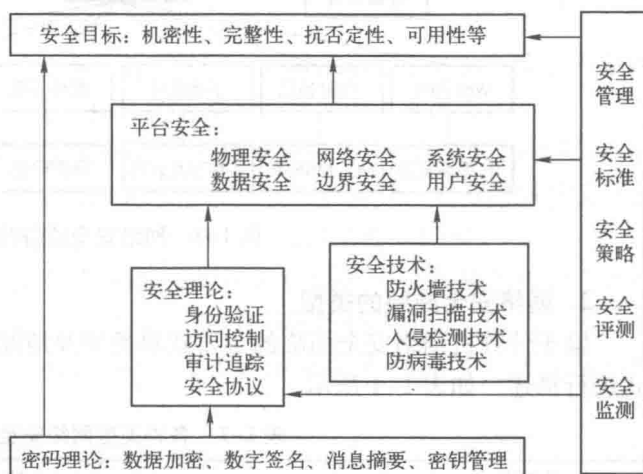 安全目标：机密性、完整性、抗否定性、可用性等
平台安全：
物理安全 网络安全 系统安全
数据安全 边界安全 用户安全
安全理论：
身份验证
访问控制
审计追踪
安全协议
安全技术：
防火墙技术
漏洞扫描技术
入侵检测技术
防病毒技术
密码理论：数据加密、数字签名、消息摘要、密钥管理
安全
管理
安全
标准
安全
策略
安全
评测
安全
监测